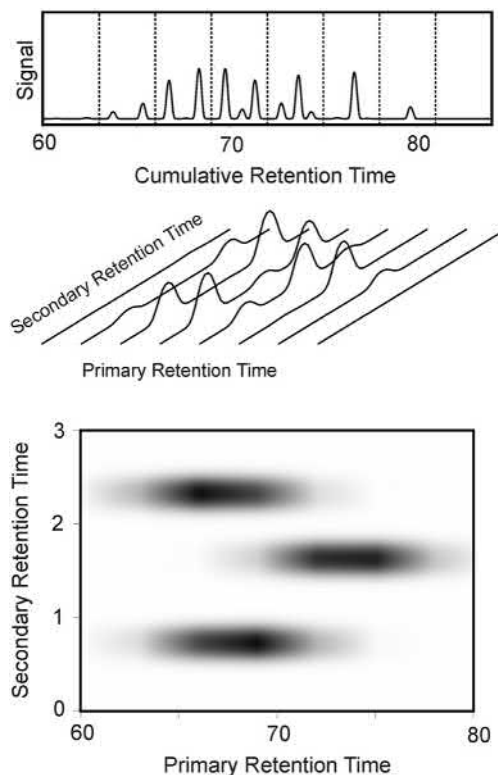 Signal
60 70 80
Cumulative Retention Time
Secondary Retention Time
Primary Retention Time
Secondary Retention Time
3
2
1
0
60 70 80
Primary Retention Time